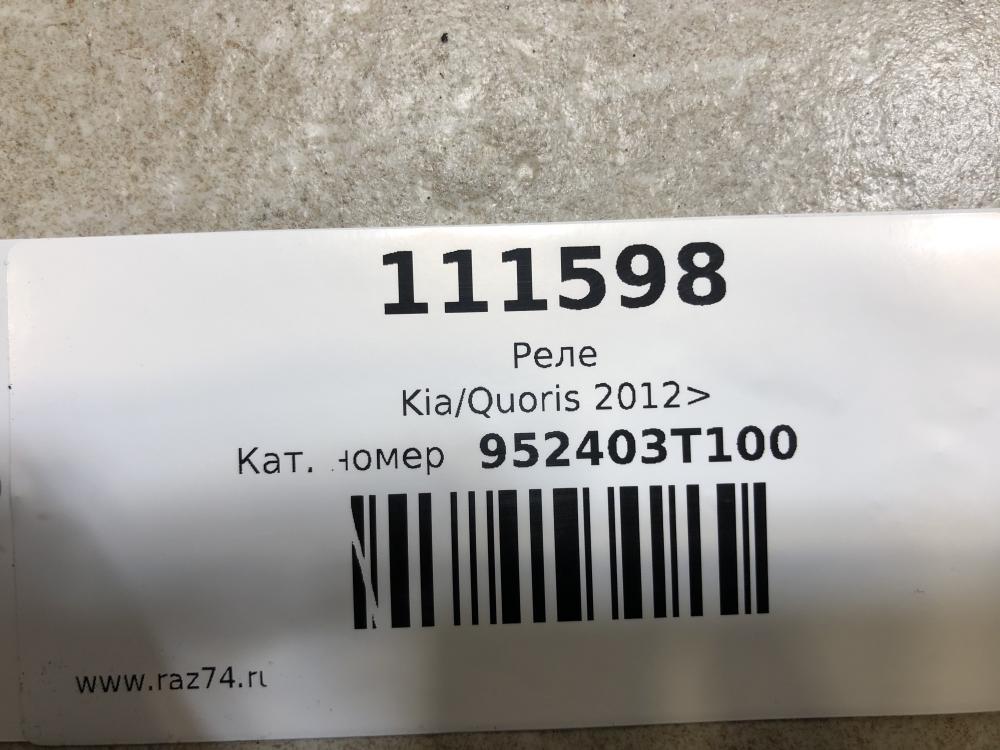 111598
Реле
Kia/Quoris 2012>
Кат. номер 952403T100
www.raz74.ru